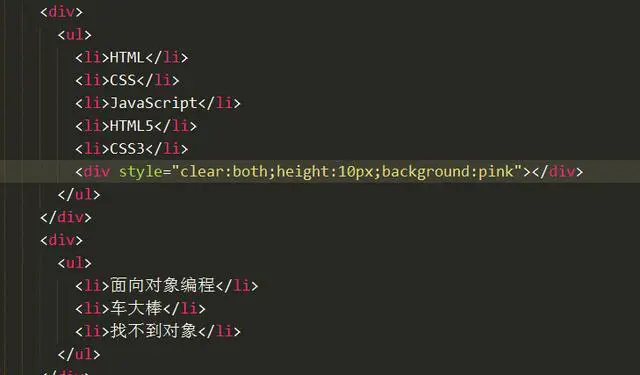 <div>
<ul>
<li>HTML</li>
<li>CSS</li>
<li>JavaScript</li>
<li>HTML5</li>
<li>CSS3</li>
<div style="clear:both;height:10px;background:pink"></div>
</ul>
</div>
<div>
<ul>
<li>面向对象编程</li>
<li>车大棒</li>
<li>找不到对象</li>
</ul>
</div>